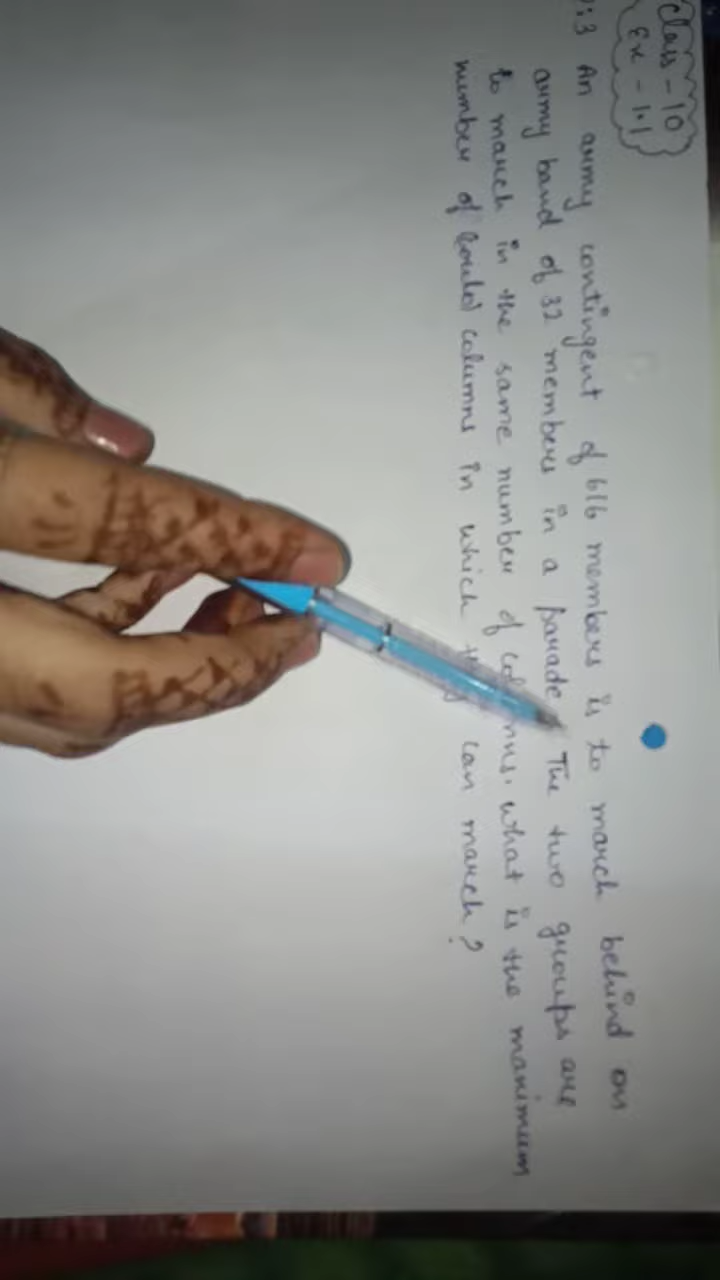 Class - 10
Ex - 1.1
:3 An army contingent of 616 members is to march behind an
army band of 32 members in a parade. The two groups are
to march in the same number of columns. what is the maximum
number of columns in which can march?